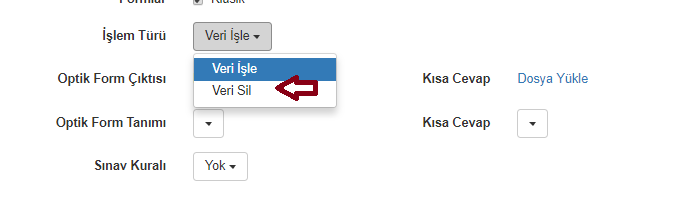 Formlar Klasik
İşlem Türü Veri İşle
Veri İşle
Optik Form Çıktısı Kısa Cevap Dosya Yükle
Veri Sil
Optik Form Tanımı Kısa Cevap
Sınav Kuralı Yok